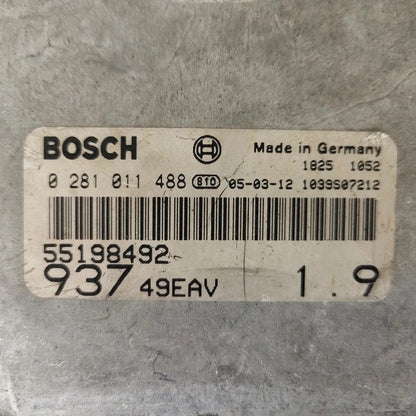 BOSCH Made in Germany
1825 1052
0 281 011 488 810 05-03-12 1039S07212
55198492
937 49EAV 1.9